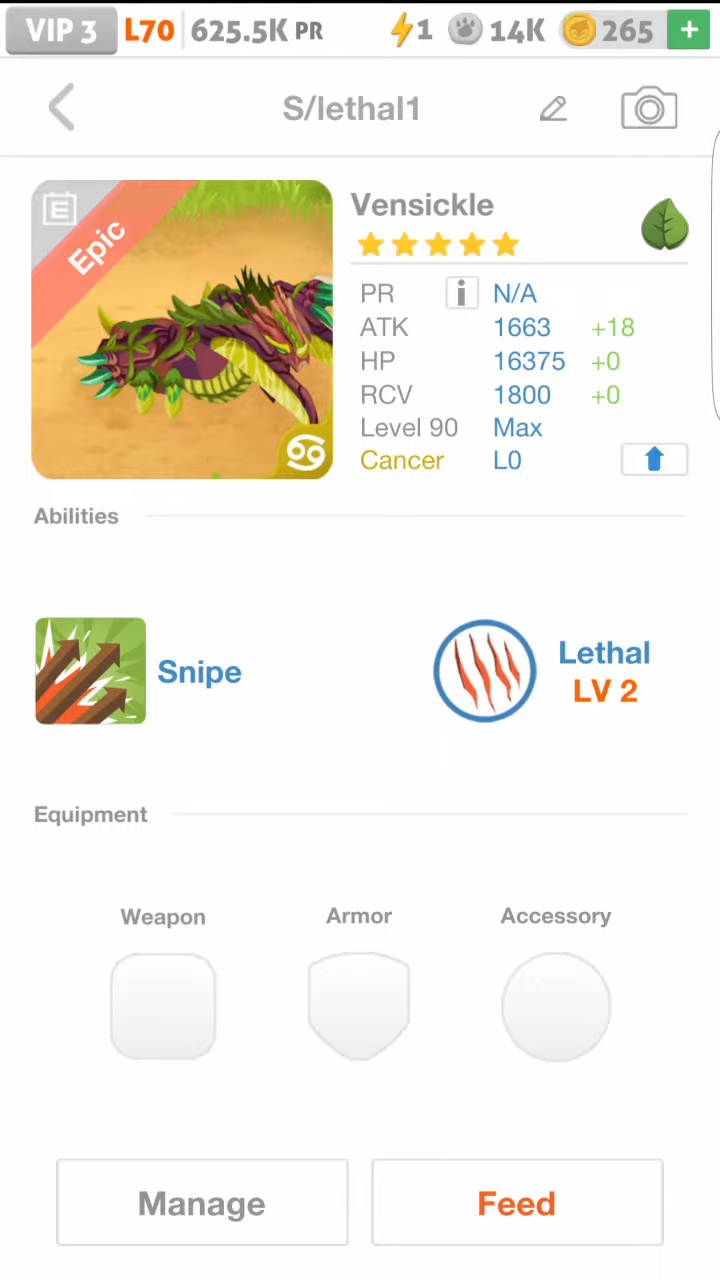 VIP 3 L70 625.5K PR 1 14K 265 +
S/lethal1
E
Epic
Vensickle
PR i N/A
ATK 1663 +18
HP 16375 +0
RCV 1800 +0
Level 90 Max
Cancer L0
Abilities
Snipe
Lethal
LV 2
Equipment
Weapon Armor Accessory
Manage Feed